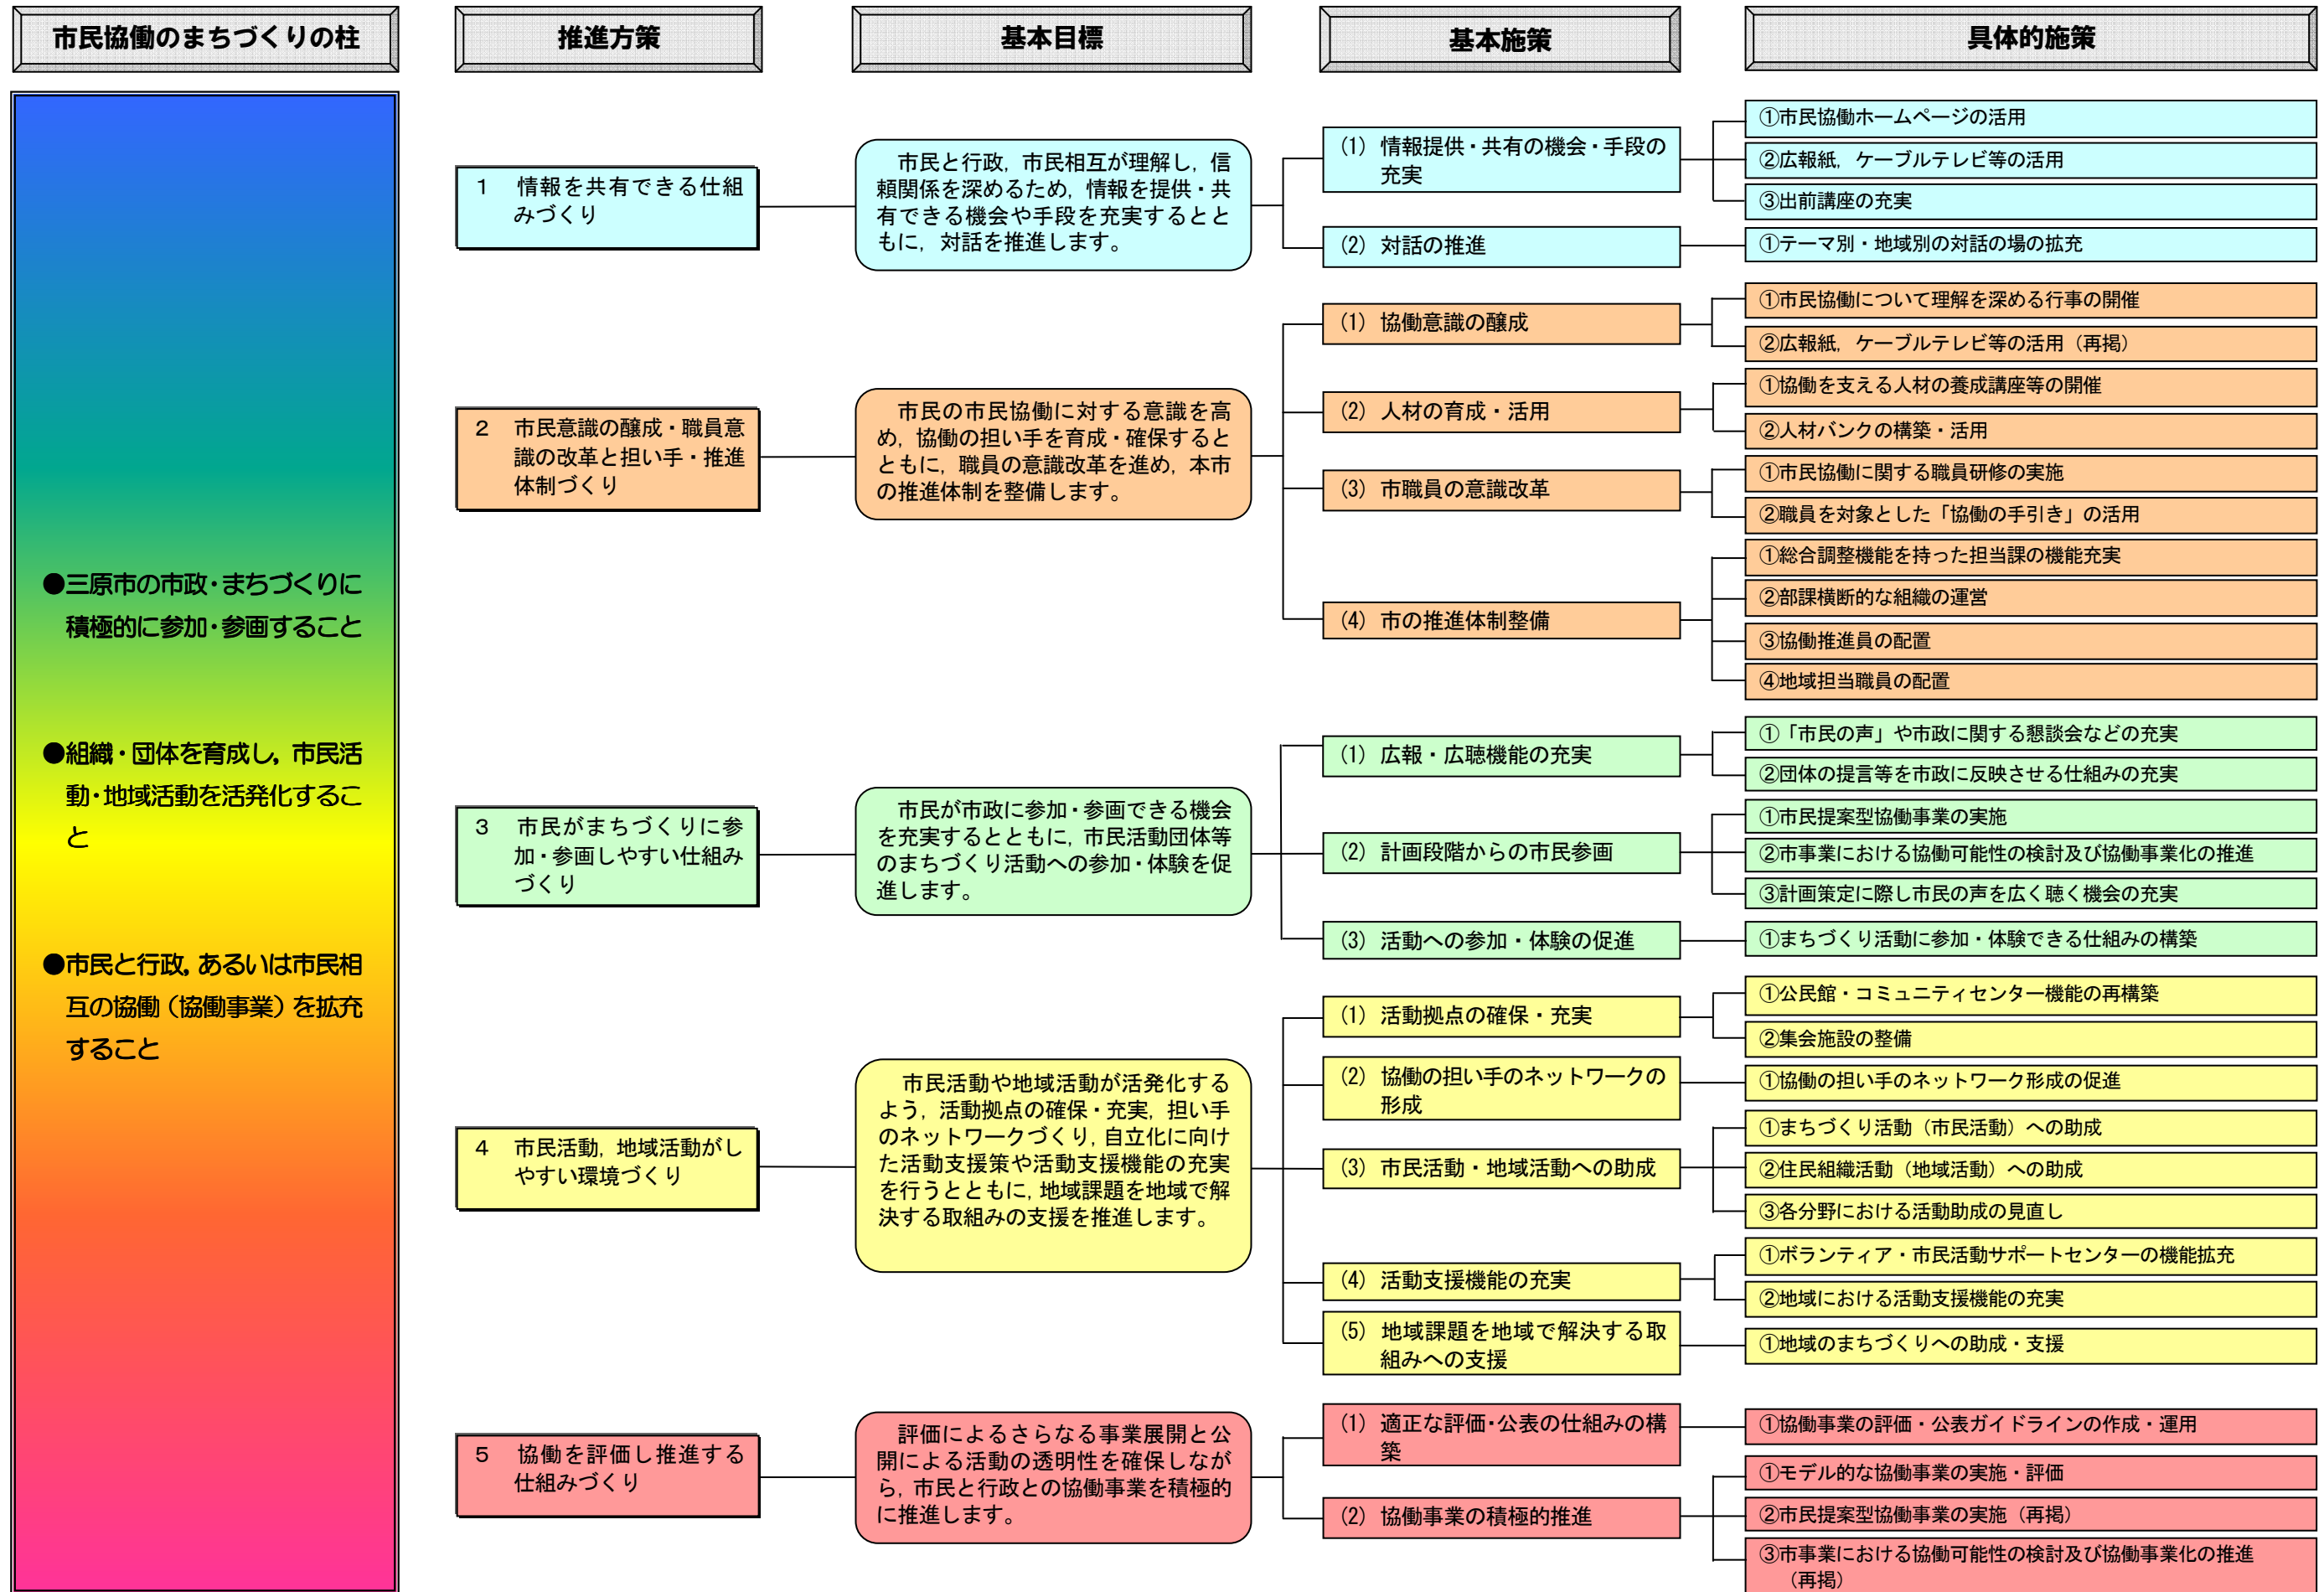 市民協働のまちづくりの柱
推進方策
基本目標
基本施策
具体的施策
●三原市の市政・まちづくりに
積極的に参加・参画すること
●組織・団体を育成し，市民活
動・地域活動を活発化するこ
と
●市民と行政，あるいは市民相
互の協働（協働事業）を拡充
すること
1 情報を共有できる仕組
みづくり
市民と行政，市民相互が理解し，信
頼関係を深めるため，情報を提供・共
有できる機会や手段を充実するとと
もに，対話を推進します。
(1) 情報提供・共有の機会・手段の
充実
①市民協働ホームページの活用
②広報紙，ケーブルテレビ等の活用
③出前講座の充実
(2) 対話の推進
①テーマ別・地域別の対話の場の拡充
2 市民意識の醸成・職員意
識の改革と担い手・推進
体制づくり
市民の市民協働に対する意識を高
め，協働の担い手を育成・確保すると
ともに，職員の意識改革を進め，本市
の推進体制を整備します。
(1) 協働意識の醸成
①市民協働について理解を深める行事の開催
②広報紙，ケーブルテレビ等の活用（再掲）
(2) 人材の育成・活用
①協働を支える人材の養成講座等の開催
②人材バンクの構築・活用
(3) 市職員の意識改革
①市民協働に関する職員研修の実施
②職員を対象とした「協働の手引き」の活用
(4) 市の推進体制整備
①総合調整機能を持った担当課の機能充実
②部課横断的な組織の運営
③協働推進員の配置
④地域担当職員の配置
3 市民がまちづくりに参
加・参画しやすい仕組み
づくり
市民が市政に参加・参画できる機会
を充実するとともに，市民活動団体等
のまちづくり活動への参加・体験を促
進します。
(1) 広報・広聴機能の充実
①「市民の声」や市政に関する懇談会などの充実
②団体の提言等を市政に反映させる仕組みの充実
(2) 計画段階からの市民参画
①市民提案型協働事業の実施
②市事業における協働可能性の検討及び協働事業化の推進
③計画策定に際し市民の声を広く聴く機会の充実
(3) 活動への参加・体験の促進
①まちづくり活動に参加・体験できる仕組みの構築
4 市民活動，地域活動がし
やすい環境づくり
市民活動や地域活動が活発化する
よう，活動拠点の確保・充実，担い手
のネットワークづくり，自立化に向け
た活動支援策や活動支援機能の充実
を行うとともに，地域課題を地域で解
決する取組みの支援を推進します。
(1) 活動拠点の確保・充実
①公民館・コミュニティセンター機能の再構築
②集会施設の整備
(2) 協働の担い手のネットワークの
形成
①協働の担い手のネットワーク形成の促進
(3) 市民活動・地域活動への助成
①まちづくり活動（市民活動）への助成
②住民組織活動（地域活動）への助成
③各分野における活動助成の見直し
(4) 活動支援機能の充実
①ボランティア・市民活動サポートセンターの機能拡充
②地域における活動支援機能の充実
(5) 地域課題を地域で解決する取
組みへの支援
①地域のまちづくりへの助成・支援
5 協働を評価し推進する
仕組みづくり
評価によるさらなる事業展開と公
開による活動の透明性を確保しなが
ら，市民と行政との協働事業を積極的
に推進します。
(1) 適正な評価・公表の仕組みの構
築
①協働事業の評価・公表ガイドラインの作成・運用
(2) 協働事業の積極的推進
①モデル的な協働事業の実施・評価
②市民提案型協働事業の実施（再掲）
③市事業における協働可能性の検討及び協働事業化の推進
（再掲）